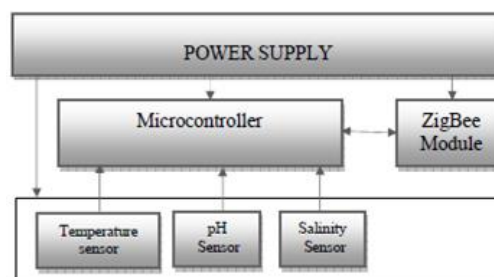 POWER SUPPLY
Microcontroller
ZigBee
Module
Temperature
sensor
pH
Sensor
Salinity
Sensor